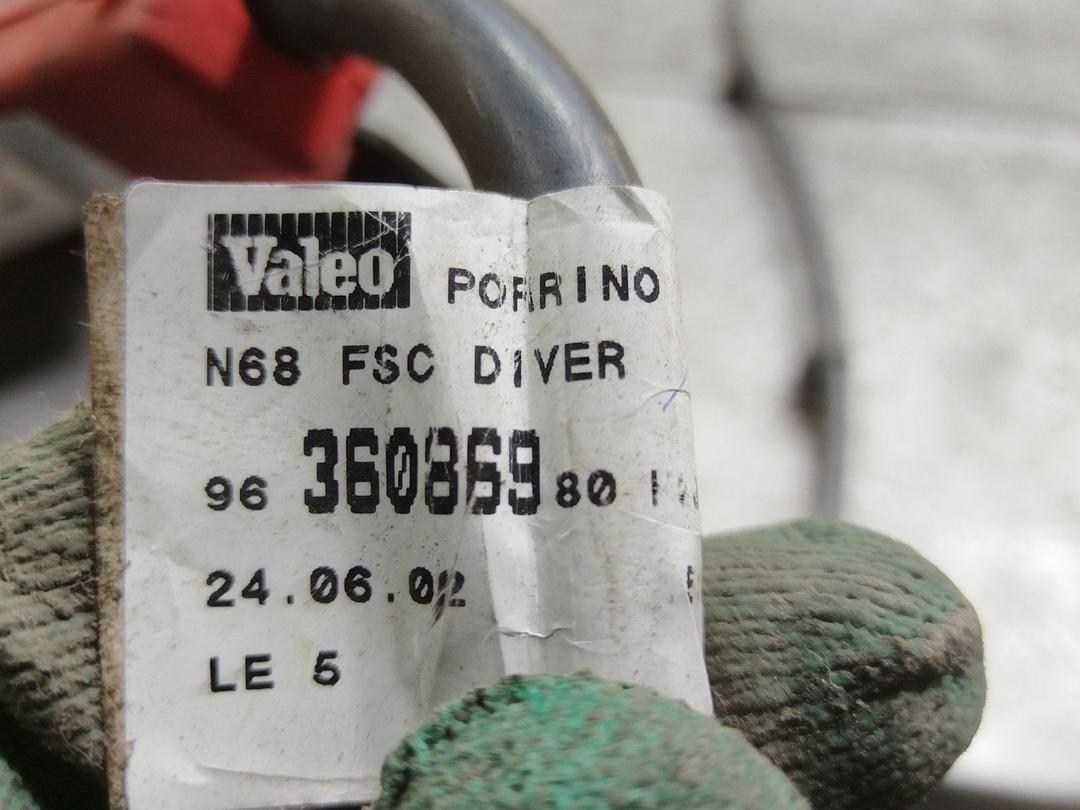 Valeo PORRINO
N68 FSC DIVER
96 360869 80
24.06.02
LE 5